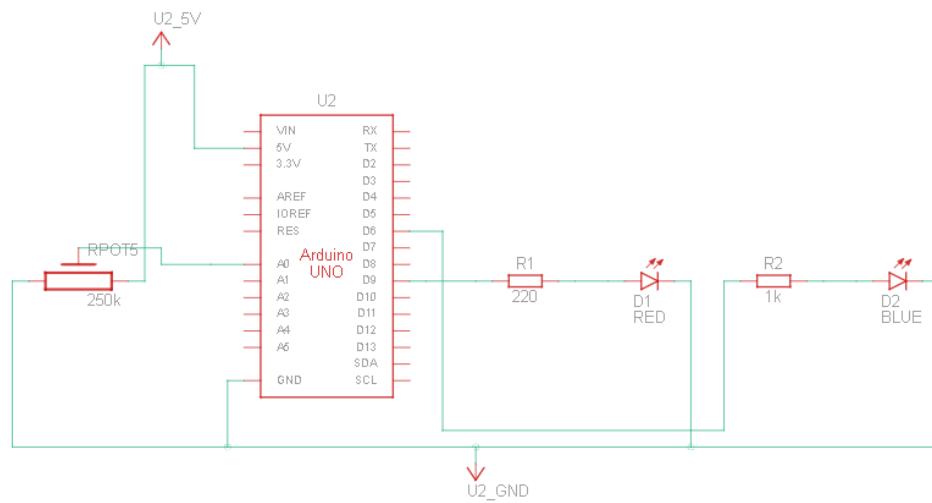 U2_5V
U2
VIN
5V
3.3V
AREF
IOREF
RES
A0
A1
A2
A3
A4
A5
GND
Arduino
UNO
RX
TX
D2
D3
D4
D5
D6
D7
D8
D9
D10
D11
D12
D13
SDA
SCL
RPOT5
250k
R1
220
D1
RED
R2
1k
D2
BLUE
U2_GND